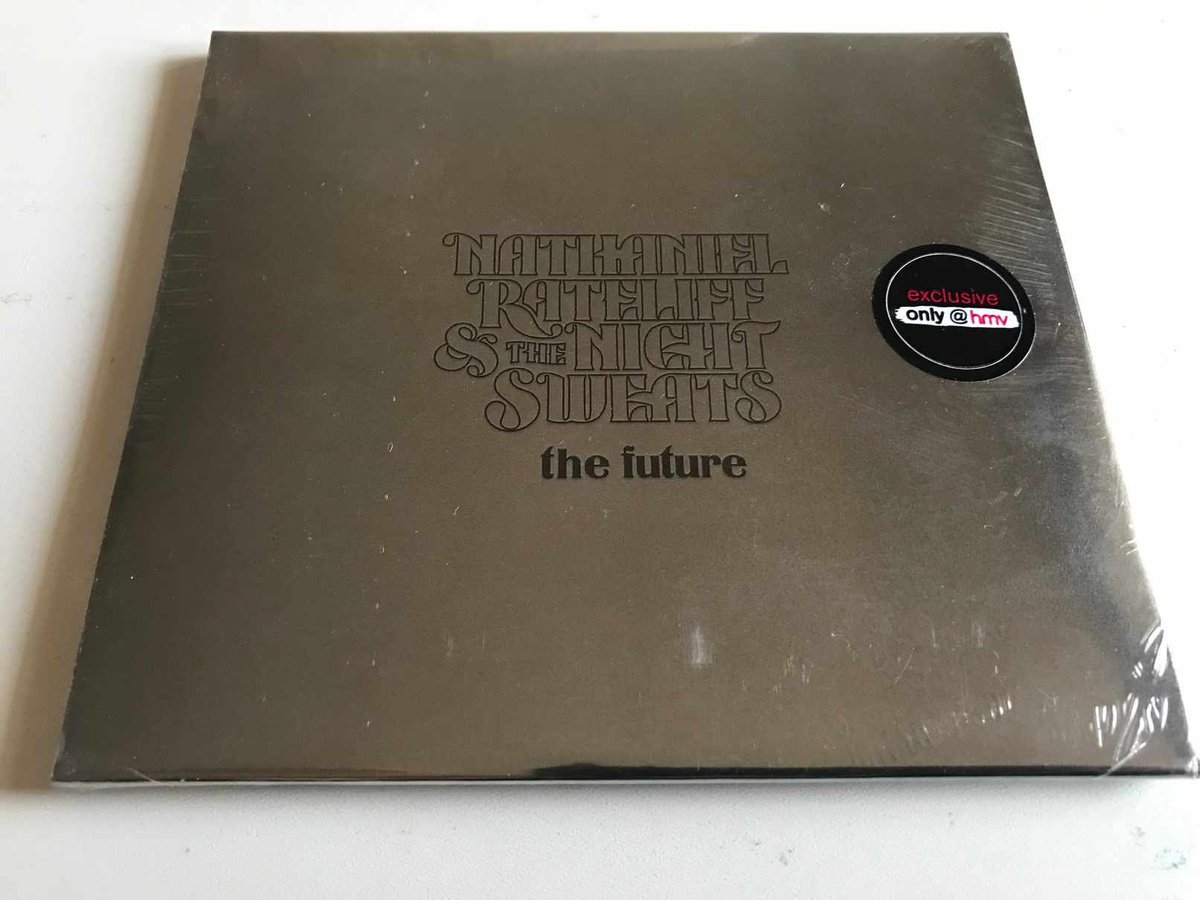 NATHANIEL
RATELIFF
& THE NIGHT
SWEATS
the future
exclusive
only @ hmv